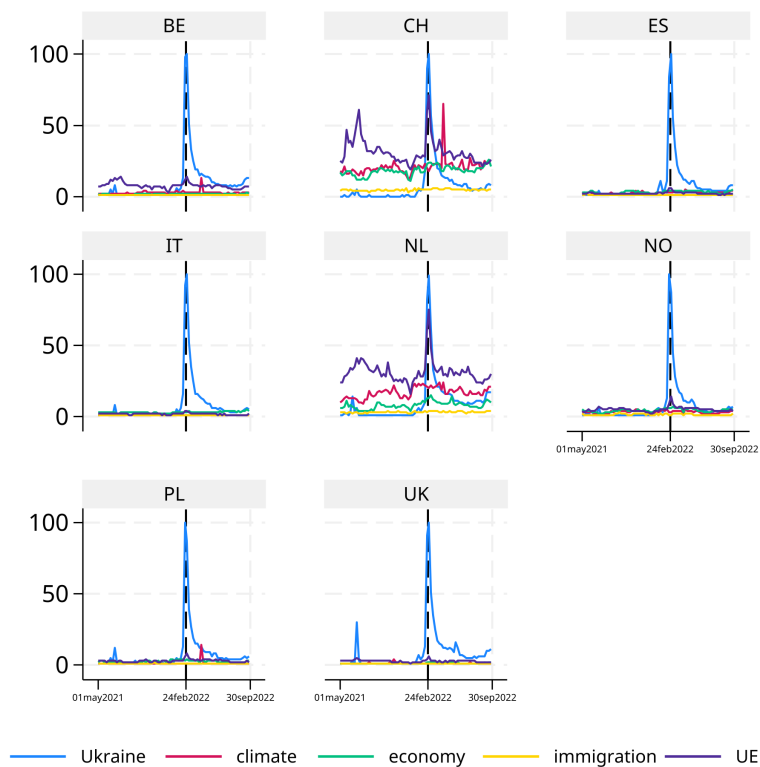 BE CH ES
100
50
0
IT NL NO
100
50
0
01may2021 24feb2022 30sep2022
PL UK
100
50
0
01may2021 24feb2022 30sep2022 01may2021 24feb2022 30sep2022
Ukraine climate economy immigration UE